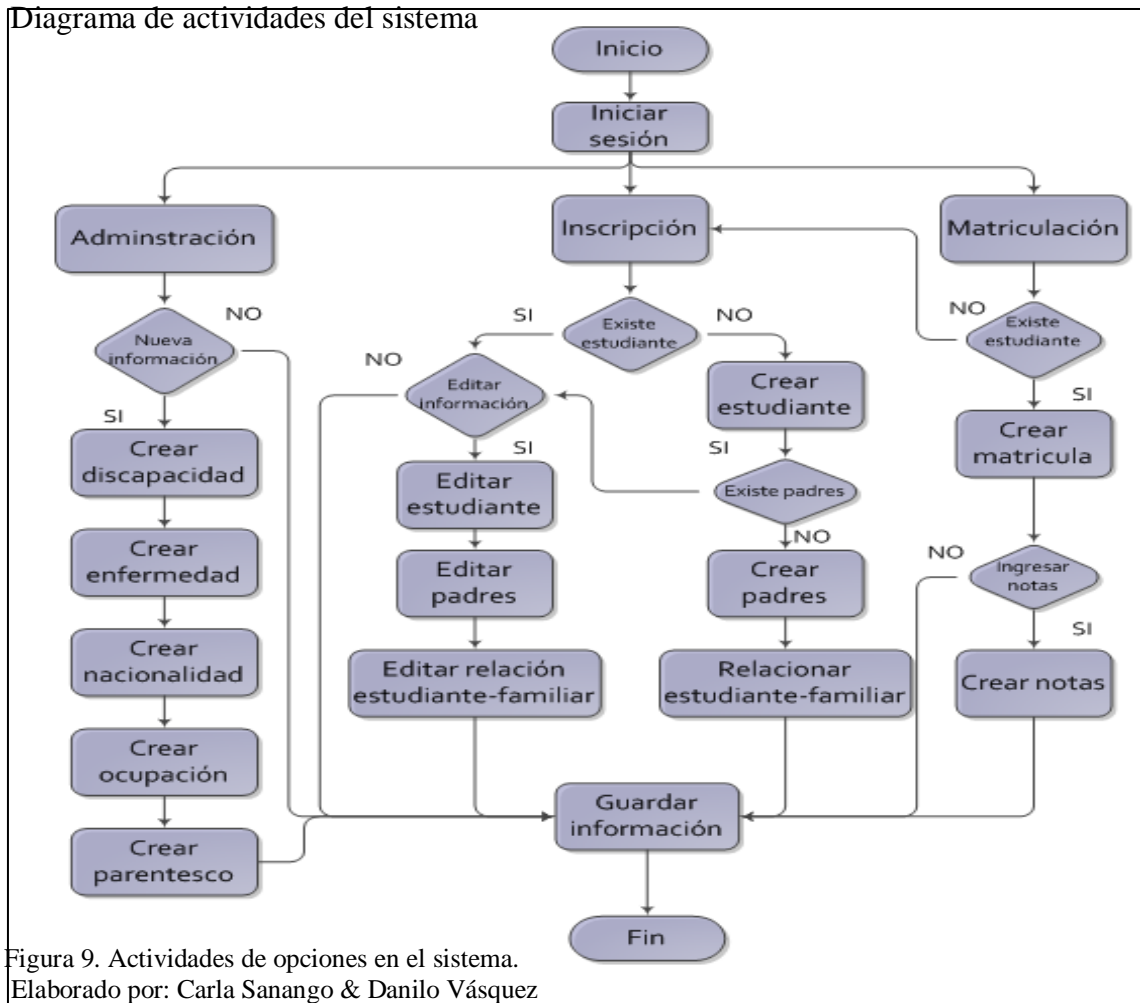 Diagrama de actividades del sistema
Inicio
Iniciar
sesión
Adminstración
Inscripción
Matriculación
Nueva
información
NO
SI
Crear
discapacidad
Crear
enfermedad
Crear
nacionalidad
Crear
ocupación
Crear
parentesco
Existe
estudiante
SI
NO
Editar
información
NO
SI
Editar
estudiante
Editar
padres
Editar relación
estudiante-familiar
Crear
estudiante
SI
Existe padres
NO
Crear
padres
Relacionar
estudiante-familiar
NO
Existe
estudiante
SI
Crear
matricula
NO
Ingresar
notas
SI
Crear notas
Guardar
información
Fin
Figura 9. Actividades de opciones en el sistema.
Elaborado por: Carla Sanango & Danilo Vásquez